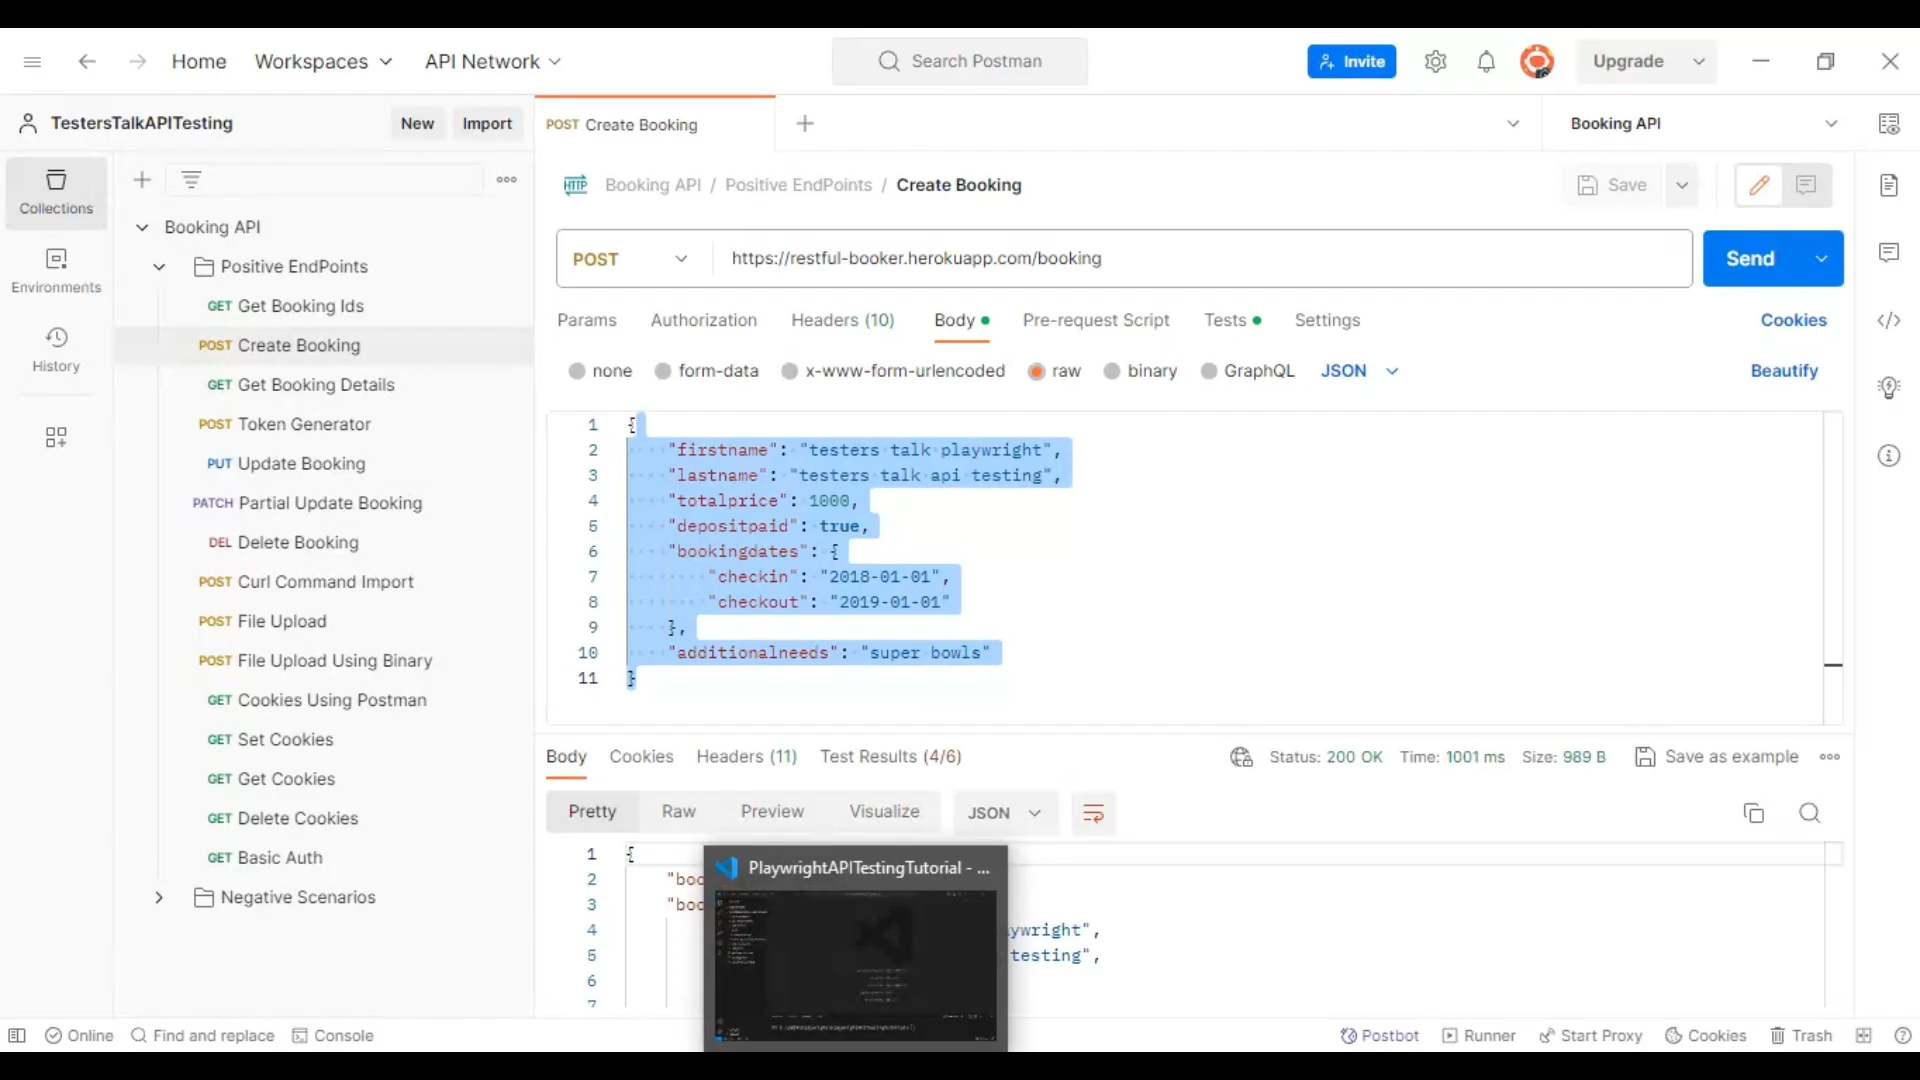 Home
Workspaces
API Network
Search Postman
Invite
Upgrade
TestersTalkAPITesting
New
Import
POST Create Booking
Booking API
Collections
Environments
History
Booking API
Positive EndPoints
GET Get Booking Ids
POST Create Booking
GET Get Booking Details
POST Token Generator
PUT Update Booking
PATCH Partial Update Booking
DEL Delete Booking
POST Curl Command Import
POST File Upload
POST File Upload Using Binary
GET Cookies Using Postman
GET Set Cookies
GET Get Cookies
GET Delete Cookies
GET Basic Auth
Negative Scenarios
HTTP Booking API / Positive EndPoints / Create Booking
Save
POST
https://restful-booker.herokuapp.com/booking
Send
Params
Authorization
Headers (10)
Body
Pre-request Script
Tests
Settings
Cookies
none
form-data
x-www-form-urlencoded
raw
binary
GraphQL
JSON
Beautify
1 {
2 "firstname": "testers talk playwright",
3 "lastname": "testers talk api testing",
4 "totalprice": 1000,
5 "depositpaid": true,
6 "bookingdates": {
7 "checkin": "2018-01-01",
8 "checkout": "2019-01-01"
9 },
10 "additionalneeds": "super bowls"
11 }
Body
Cookies
Headers (11)
Test Results (4/6)
Status: 200 OK
Time: 1001 ms
Size: 989 B
Save as example
Pretty
Raw
Preview
Visualize
JSON
1 {
2 "boo
3 "boo
4 ywright",
5 testing",
6
7
PlaywrightAPITestingTutorial - ...
Online
Find and replace
Console
Postbot
Runner
Start Proxy
Cookies
Trash